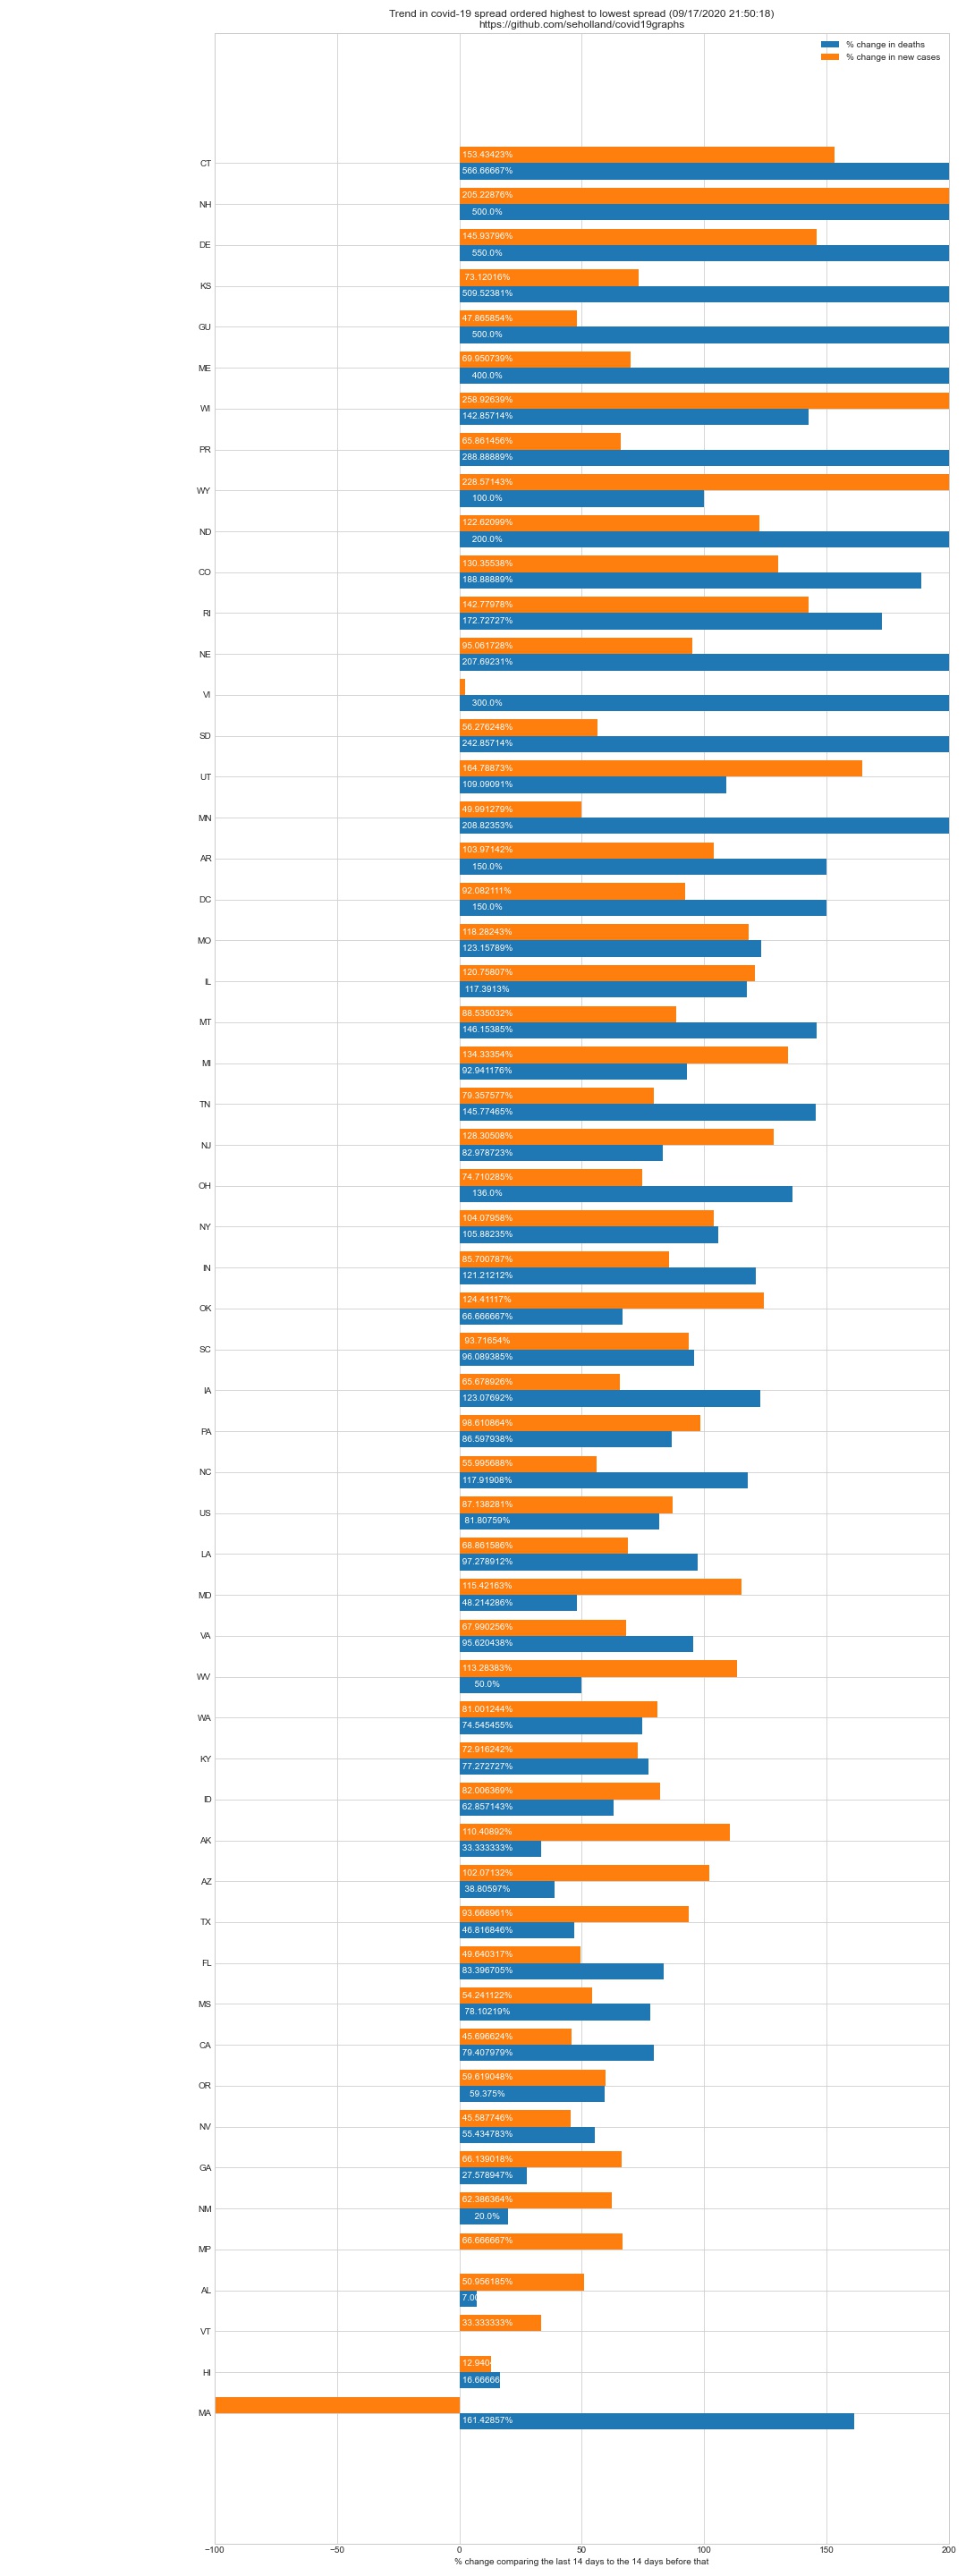 Trend in covid-19 spread ordered highest to lowest spread (09/17/2020 21:50:18)
https://github.com/seholland/covid19graphs
% change in deaths
% change in new cases
153.43423%
CT
566.66667%
205.22876%
NH
500.0%
145.93796%
DE
550.0%
73.12016%
KS
509.52381%
47.865854%
GU
500.0%
69.950739%
ME
400.0%
258.92639%
WI
142.85714%
65.861456%
PR
288.88889%
228.57143%
WY
100.0%
122.62099%
ND
200.0%
130.35538%
CO
188.88889%
142.77978%
RI
172.72727%
95.061728%
NE
207.69231%
VI
300.0%
56.276248%
SD
242.85714%
164.78873%
UT
109.09091%
49.991279%
MN
208.82353%
103.97142%
AR
150.0%
92.082111%
DC
150.0%
118.28243%
MO
123.15789%
120.75807%
IL
117.3913%
88.535032%
MT
146.15385%
134.33354%
MI
92.941176%
79.357577%
TN
145.77465%
128.30508%
NJ
82.978723%
74.710285%
OH
136.0%
104.07958%
NY
105.88235%
85.700787%
IN
121.21212%
124.41117%
OK
66.666667%
93.71654%
SC
96.089385%
65.678926%
IA
123.07692%
98.610864%
PA
86.597938%
55.995688%
NC
117.91908%
87.138281%
US
81.80759%
68.861586%
LA
97.278912%
115.42163%
MD
48.214286%
67.990256%
VA
95.620438%
113.28383%
WV
50.0%
81.001244%
WA
74.545455%
72.916242%
KY
77.272727%
82.006369%
ID
62.857143%
110.40892%
AK
33.333333%
102.07132%
AZ
38.80597%
93.668961%
TX
46.816846%
49.640317%
FL
83.396705%
54.241122%
MS
78.10219%
45.696624%
CA
79.407979%
59.619048%
OR
59.375%
45.587746%
NV
55.434783%
66.139018%
GA
27.578947%
62.386364%
NM
20.0%
66.666667%
MP
50.956185%
AL
7.00
33.333333%
VT
12.940
HI
16.66666
MA
161.42857%
−100 −50 0 50 100 150 200
% change comparing the last 14 days to the 14 days before that